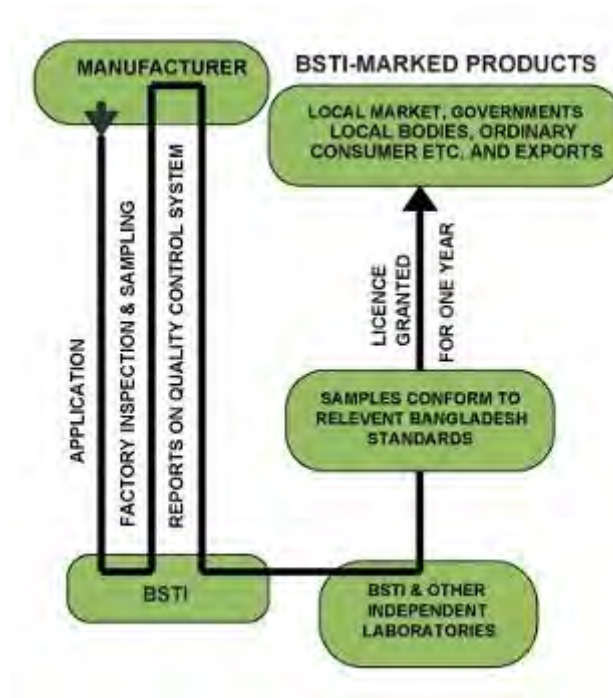 MANUFACTURER
BSTI-MARKED PRODUCTS
LOCAL MARKET, GOVERNMENTS
LOCAL BODIES, ORDINARY
CONSUMER ETC. AND EXPORTS
APPLICATION
FACTORY INSPECTION & SAMPLING
REPORTS ON QUALITY CONTROL SYSTEM
LICENCE
GRANTED
FOR ONE YEAR
SAMPLES CONFORM TO
RELEVENT BANGLADESH
STANDARDS
BSTI
BSTI & OTHER
INDEPENDENT
LABORATORIES